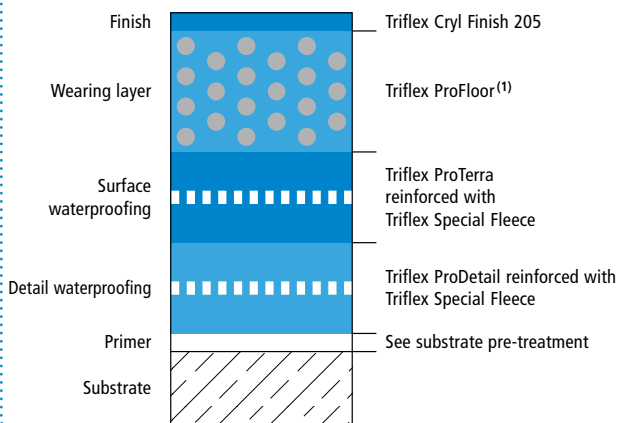 Finish
Triflex Cryl Finish 205
Wearing layer
Triflex ProFloor(1)
Surface
waterproofing
Triflex ProTerra
reinforced with
Triflex Special Fleece
Detail waterproofing
Triflex ProDetail reinforced with
Triflex Special Fleece
Primer
See substrate pre-treatment
Substrate